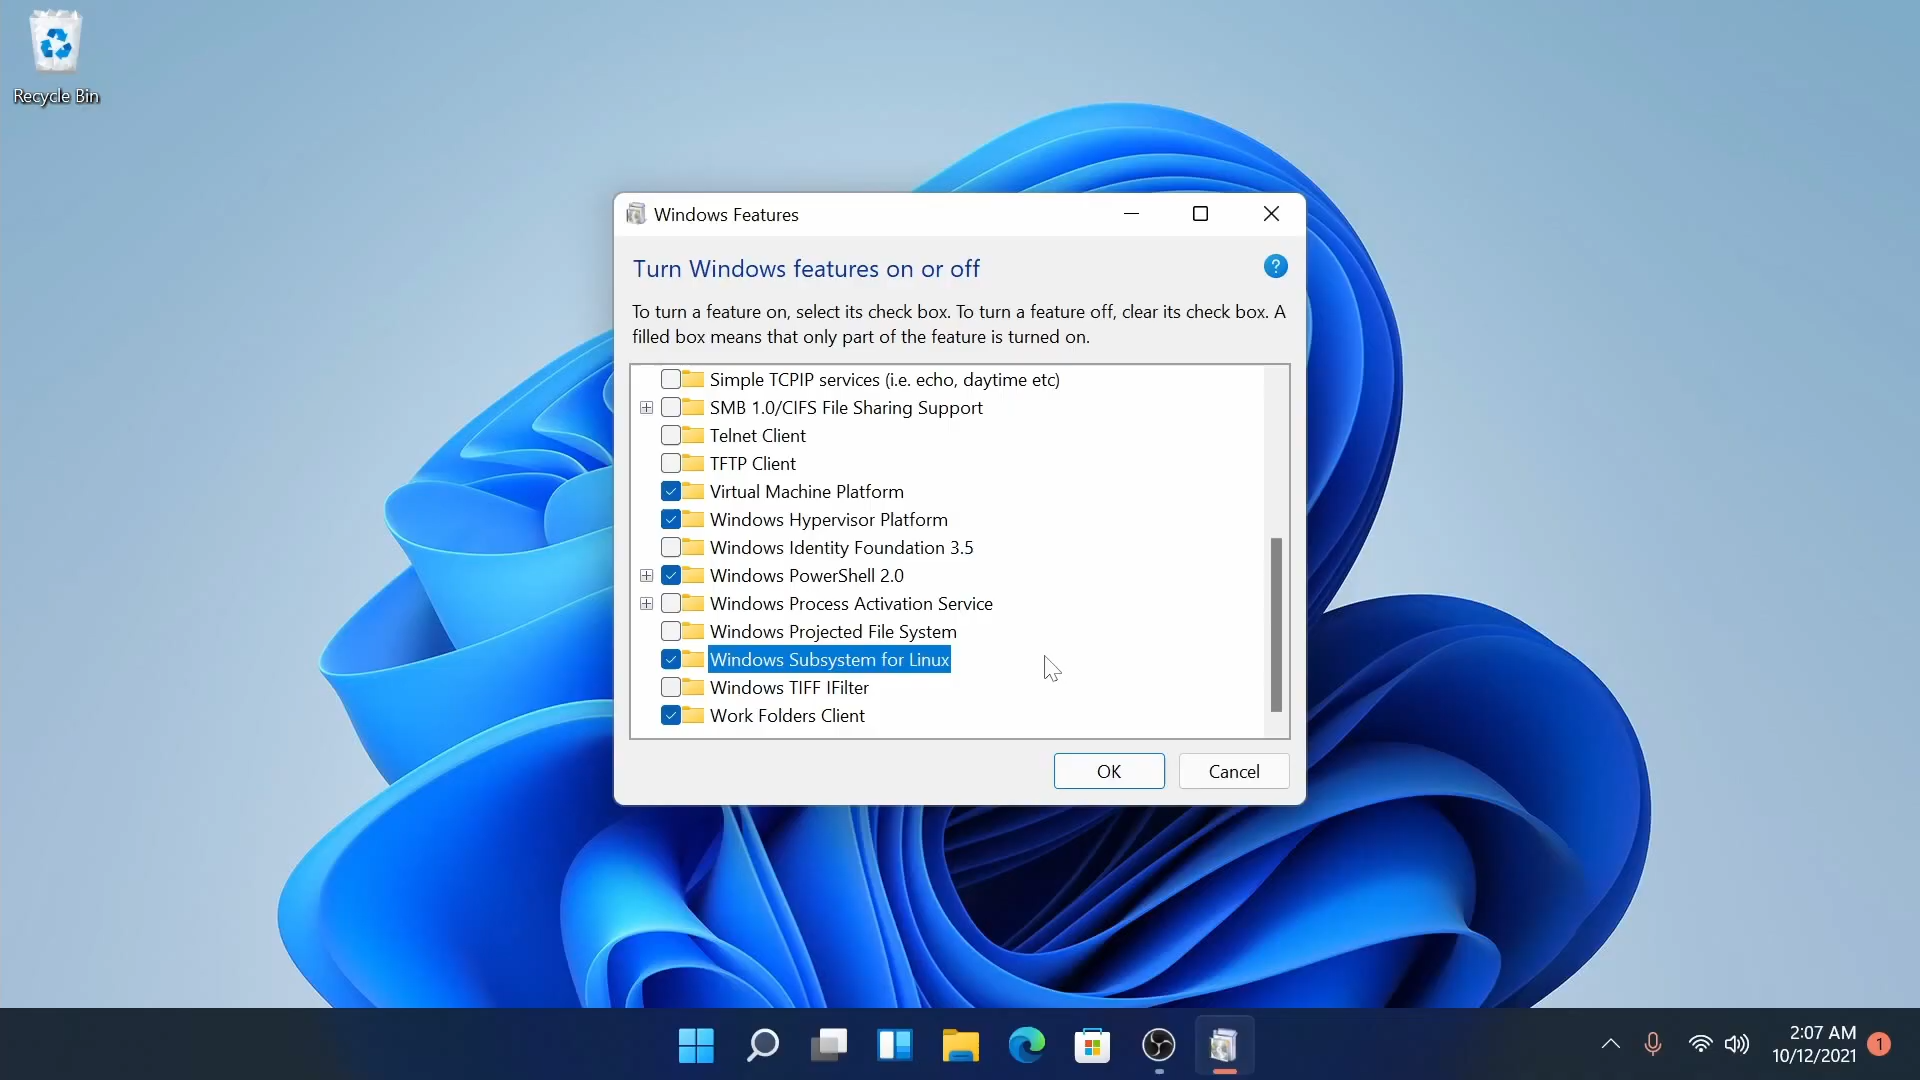 Recycle Bin
Windows Features
Turn Windows features on or off
?
To turn a feature on, select its check box. To turn a feature off, clear its check box. A
filled box means that only part of the feature is turned on.
Simple TCPIP services (i.e. echo, daytime etc)
SMB 1.0/CIFS File Sharing Support
Telnet Client
TFTP Client
Virtual Machine Platform
Windows Hypervisor Platform
Windows Identity Foundation 3.5
Windows PowerShell 2.0
Windows Process Activation Service
Windows Projected File System
Windows Subsystem for Linux
Windows TIFF IFilter
Work Folders Client
OK
Cancel
2:07 AM
10/12/2021
1